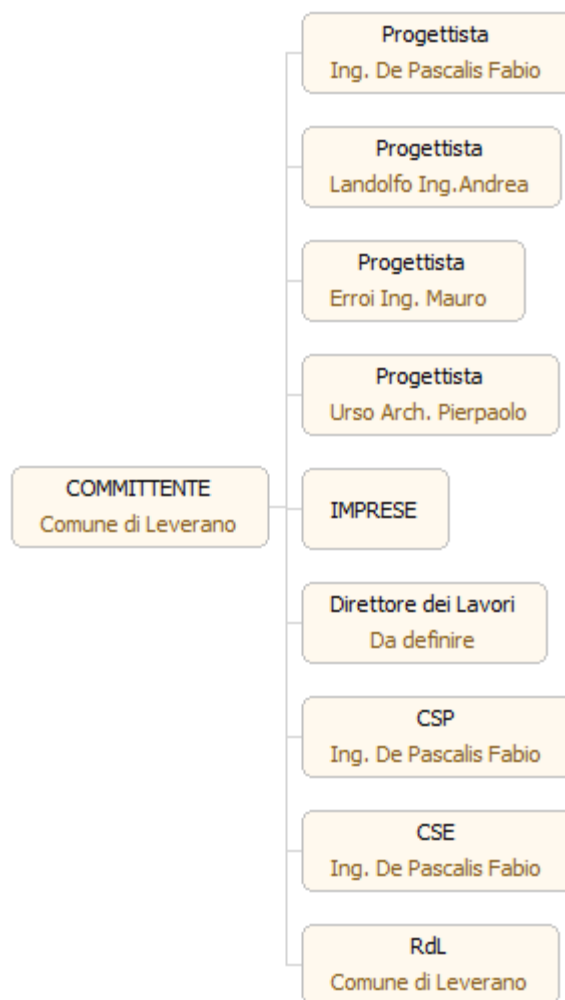 Progettista
Ing. De Pascalis Fabio
Progettista
Landolfo Ing.Andrea
Progettista
Erroi Ing. Mauro
Progettista
Urso Arch. Pierpaolo
COMMITTENTE
Comune di Leverano
IMPRESE
Direttore dei Lavori
Da definire
CSP
Ing. De Pascalis Fabio
CSE
Ing. De Pascalis Fabio
RdL
Comune di Leverano